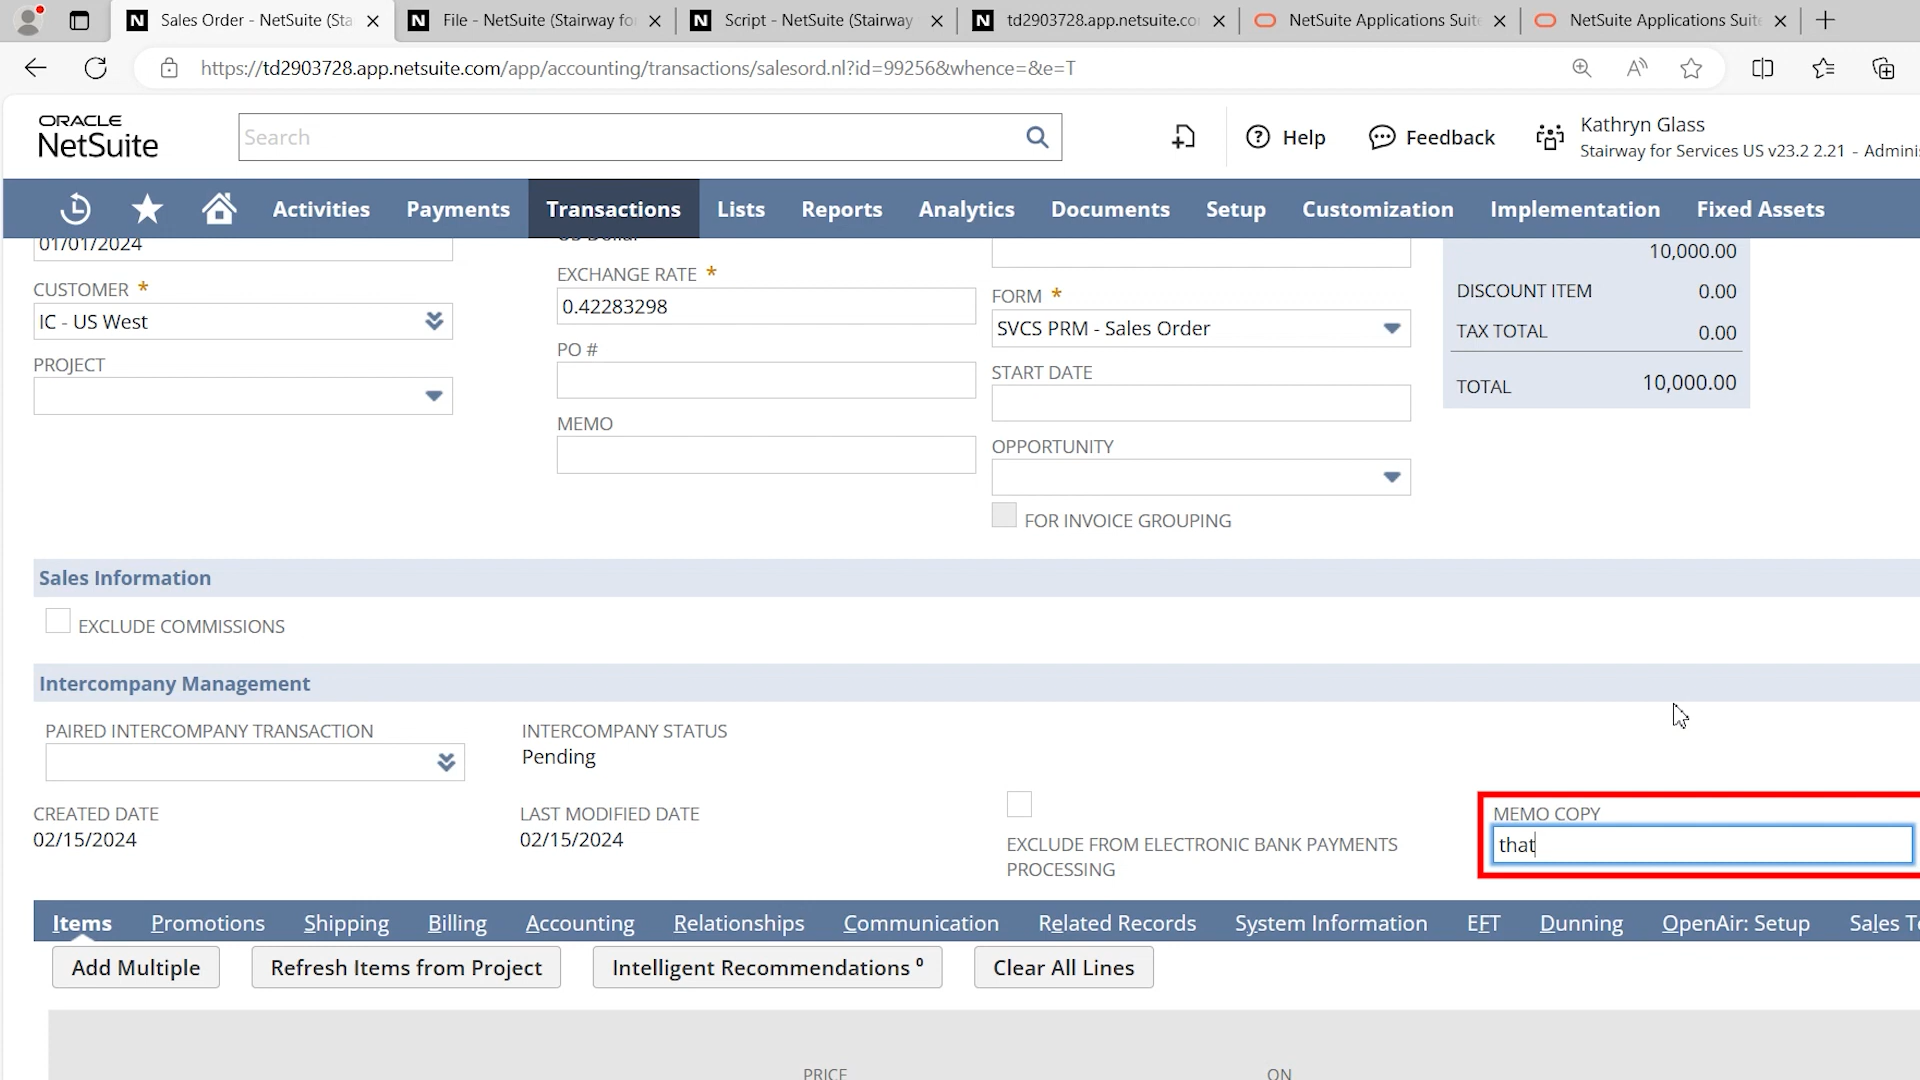 Sales Order - NetSuite (Sta
File - NetSuite (Stairway fo
Script - NetSuite (Stairway
td2903728.app.netsuite.co
NetSuite Applications Suite
NetSuite Applications Suite
https://td2903728.app.netsuite.com/app/accounting/transactions/salesord.nl?id=99256&whence=&e=T
ORACLE
NetSuite
Search
Help
Feedback
Kathryn Glass
Stairway for Services US v23.2 2.21 - Adminis
Activities
Payments
Transactions
Lists
Reports
Analytics
Documents
Setup
Customization
Implementation
Fixed Assets
01/01/2024
US Dollar
10,000.00
EXCHANGE RATE *
0.42283298
CUSTOMER *
IC - US West
FORM *
SVCS PRM - Sales Order
DISCOUNT ITEM 0.00
TAX TOTAL 0.00
TOTAL 10,000.00
PROJECT
PO #
START DATE
MEMO
OPPORTUNITY
FOR INVOICE GROUPING
Sales Information
EXCLUDE COMMISSIONS
Intercompany Management
PAIRED INTERCOMPANY TRANSACTION
INTERCOMPANY STATUS
Pending
CREATED DATE
02/15/2024
LAST MODIFIED DATE
02/15/2024
EXCLUDE FROM ELECTRONIC BANK PAYMENTS
PROCESSING
MEMO COPY
that
Items
Promotions
Shipping
Billing
Accounting
Relationships
Communication
Related Records
System Information
EFT
Dunning
OpenAir: Setup
Sales T
Add Multiple
Refresh Items from Project
Intelligent Recommendations 0
Clear All Lines
PRICE
ON